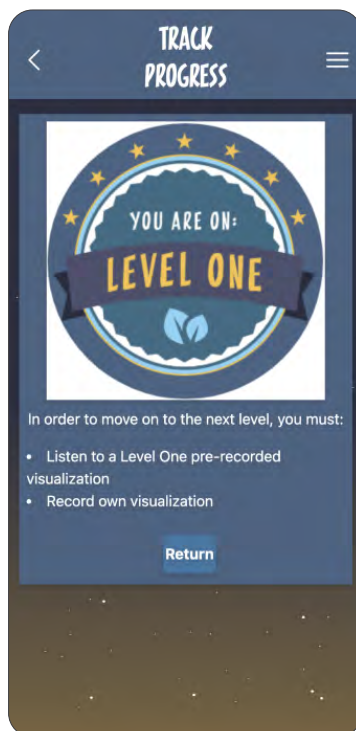 TRACK
PROGRESS
YOU ARE ON:
LEVEL ONE
In order to move on to the next level, you must:
• Listen to a Level One pre-recorded
visualization
• Record own visualization
Return